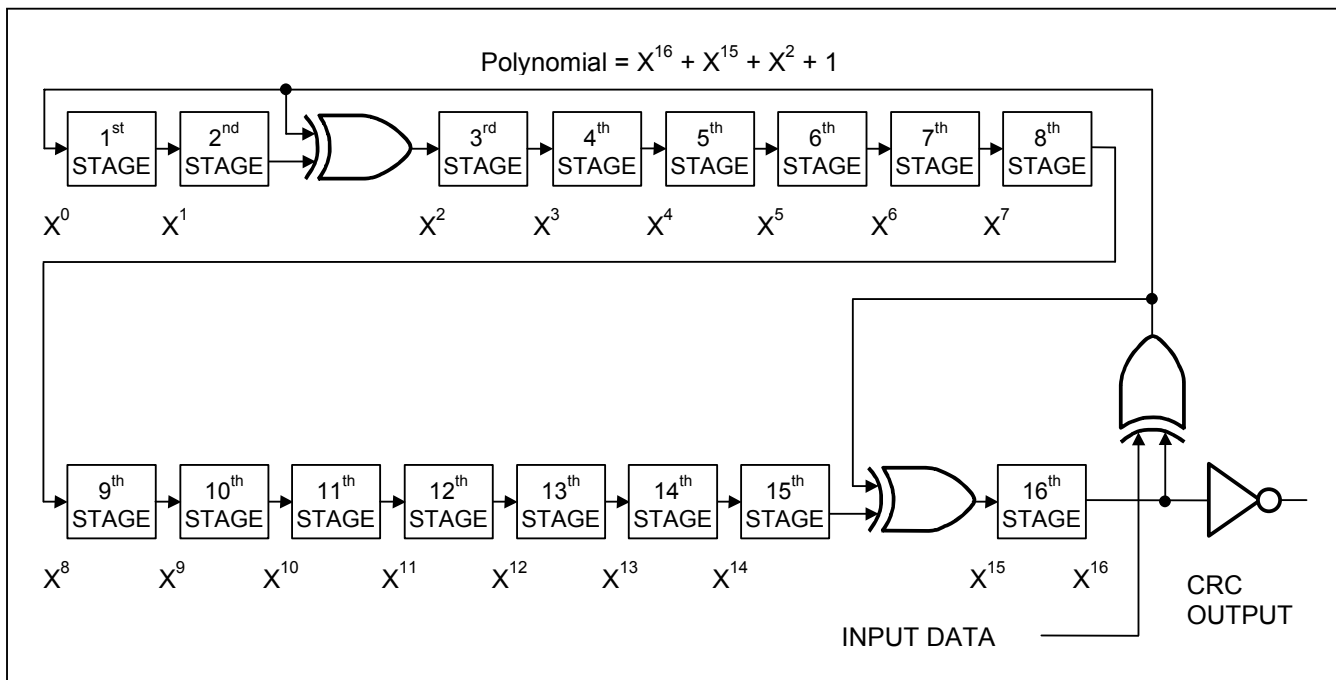 Polynomial = X¹⁶ + X¹⁵ + X² + 1
1ˢᵗ STAGE
2ⁿᵈ STAGE
3ʳᵈ STAGE
4ᵗʰ STAGE
5ᵗʰ STAGE
6ᵗʰ STAGE
7ᵗʰ STAGE
8ᵗʰ STAGE
X⁰ X¹ X² X³ X⁴ X⁵ X⁶ X⁷
9ᵗʰ STAGE
10ᵗʰ STAGE
11ᵗʰ STAGE
12ᵗʰ STAGE
13ᵗʰ STAGE
14ᵗʰ STAGE
15ᵗʰ STAGE
16ᵗʰ STAGE
X⁸ X⁹ X¹⁰ X¹¹ X¹² X¹³ X¹⁴ X¹⁵ X¹⁶
CRC
OUTPUT
INPUT DATA